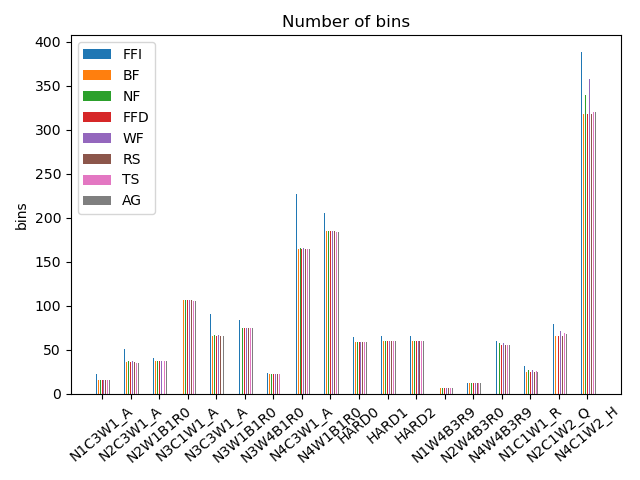 Number of bins
400
350
300
250
200
150
100
50
0
bins
FFI
BF
NF
FFD
WF
RS
TS
AG
N1C3W1_A
N2C3W1_A
N2W1B1R0
N3C1W1_A
N3C3W1_A
N3W1B1R0
N3W4B1R0
N4C3W1_A
N4W1B1R0
HARD0
HARD1
HARD2
N1W4B3R9
N2W4B3R0
N4W4B3R9
N1C1W1_R
N2C1W2_Q
N4C1W2_H